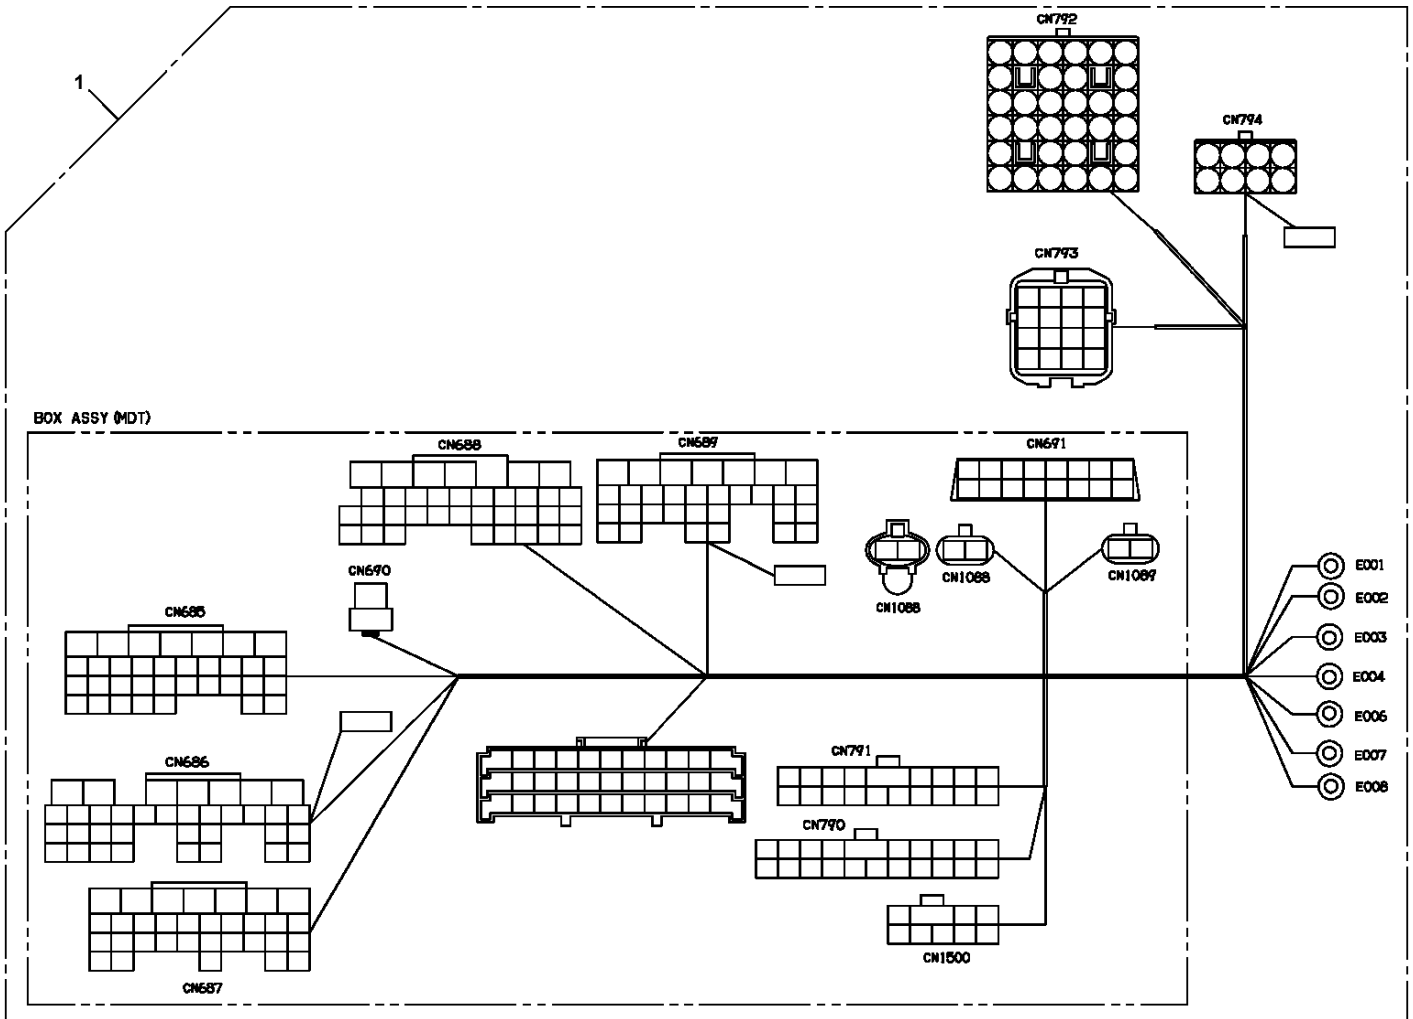 CN792
1
CN794
CN793
BOX ASSY (MDT)
CN688
CN689
CN691
CN690
CN1088
CN1089
CN1088
E001
E002
CN685
E003
E004
E006
CN791
E007
CN686
E008
CN790
CN1500
CN687